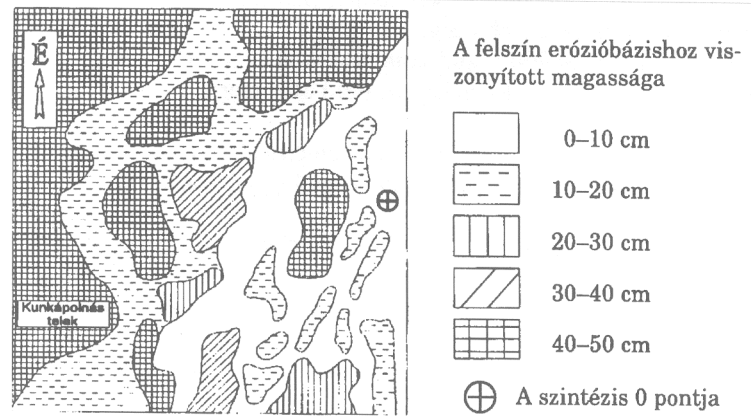 É
Kunkápolnás
telek
A felszín erózióbázishoz vis-
zonyított magassága
0–10 cm
10–20 cm
20–30 cm
30–40 cm
40–50 cm
A szintézis 0 pontja